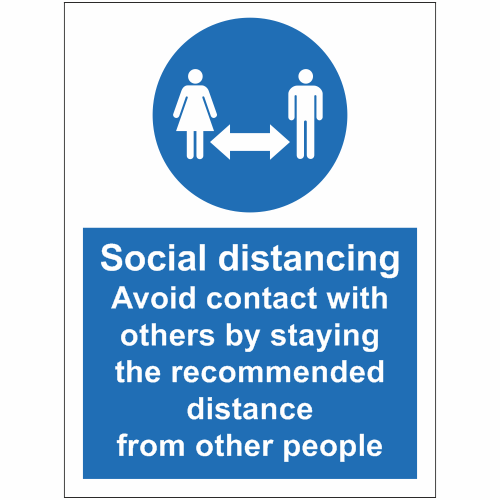 Social distancing
Avoid contact with
others by staying
the recommended
distance
from other people